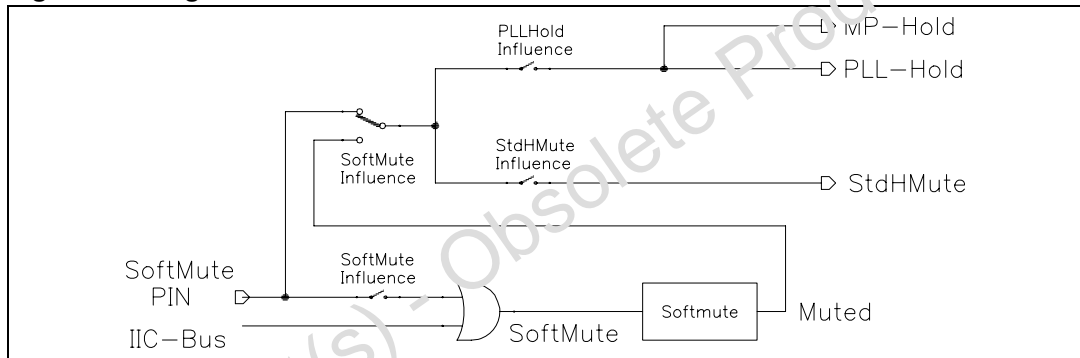 PLLHold
Influence
MP-Hold
PLL-Hold
SoftMute
Influence
StdHMute
Influence
StdHMute
SoftMute
PIN
SoftMute
Influence
IIC-Bus
SoftMute
Softmute
Muted
(s) - Obsolete Prod